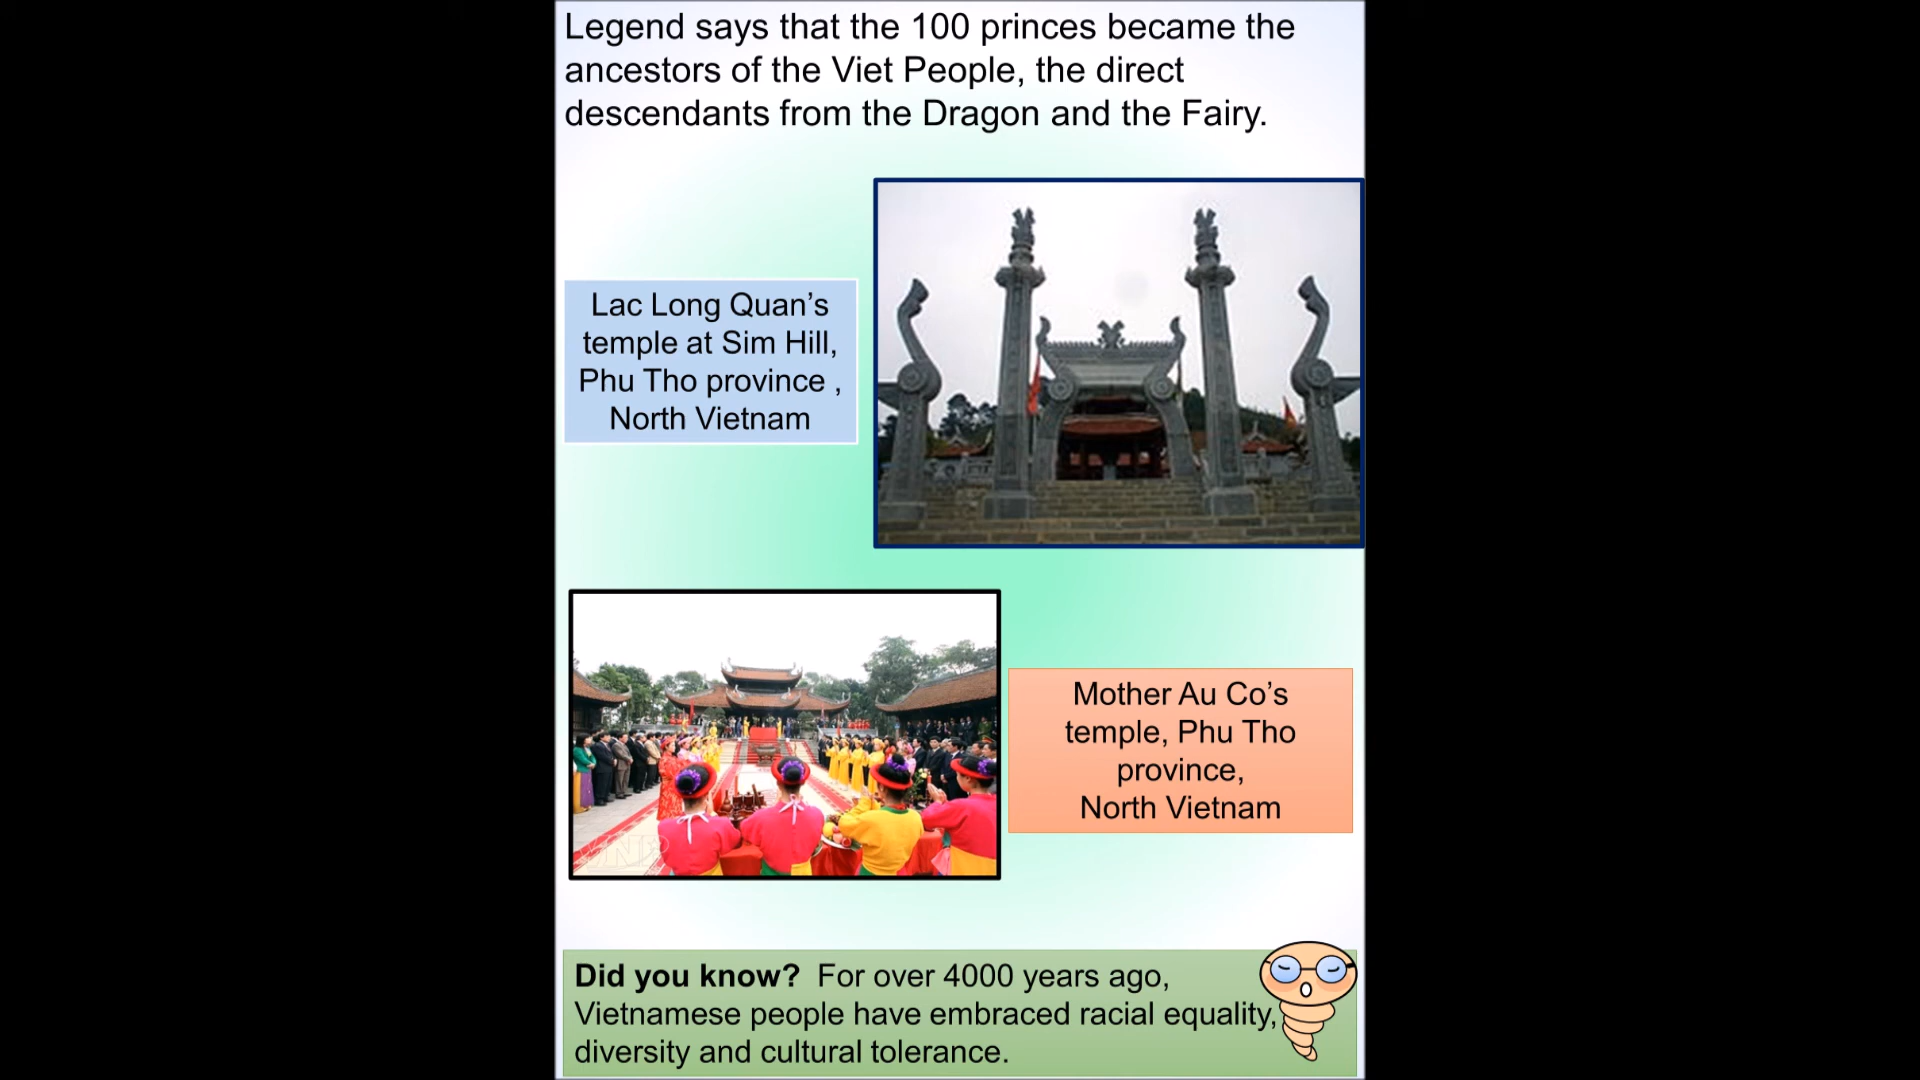 Legend says that the 100 princes became the
ancestors of the Viet People, the direct
descendants from the Dragon and the Fairy.
Lac Long Quan’s
temple at Sim Hill,
Phu Tho province ,
North Vietnam
Mother Au Co’s
temple, Phu Tho
province,
North Vietnam
VNP
Did you know?  For over 4000 years ago,
Vietnamese people have embraced racial equality,
diversity and cultural tolerance.